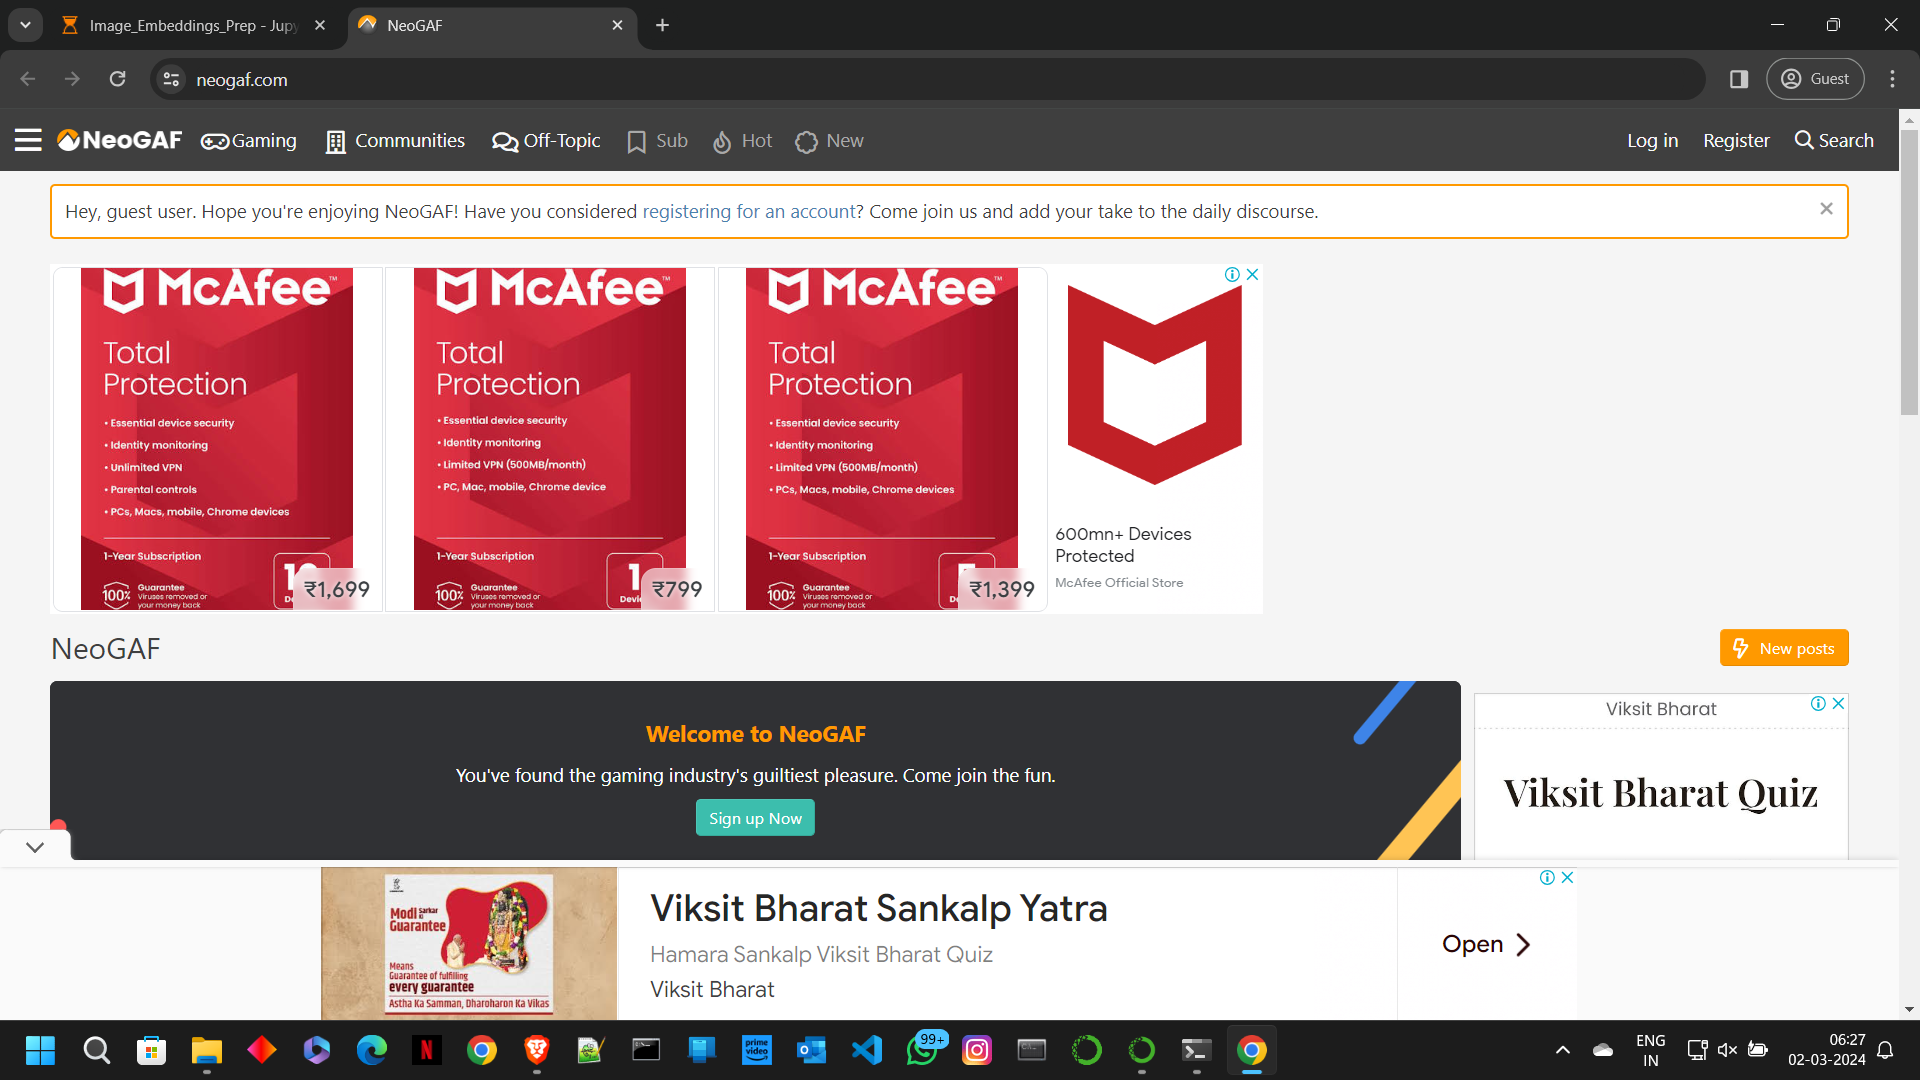 Image_Embeddings_Prep - Jupy
NeoGAF
neogaf.com
Guest
NeoGAF
Gaming
Communities
Off-Topic
Sub
Hot
New
Log in
Register
Search
Hey, guest user. Hope you're enjoying NeoGAF! Have you considered registering for an account? Come join us and add your take to the daily discourse.
McAfee™
Total
Protection
• Essential device security
• Identity monitoring
• Unlimited VPN
• Parental controls
• PCs, Macs, mobile, Chrome devices
1-Year Subscription
100%
Guarantee
Viruses removed or
your money back
₹1,699
McAfee™
Total
Protection
• Essential device security
• Identity monitoring
• Limited VPN (500MB/month)
• PC, Mac, mobile, Chrome device
1-Year Subscription
100%
Guarantee
Viruses removed or
your money back
1
₹799
McAfee™
Total
Protection
• Essential device security
• Identity monitoring
• Limited VPN (500MB/month)
• PCs, Macs, mobile, Chrome devices
1-Year Subscription
100%
Guarantee
Viruses removed or
your money back
₹1,399
600mn+ Devices
Protected
McAfee Official Store
NeoGAF
New posts
Welcome to NeoGAF
You've found the gaming industry's guiltiest pleasure. Come join the fun.
Sign up Now
Viksit Bharat
Viksit Bharat Quiz
Modi Sarkar Ki
Guarantee
Means
Guarantee of fulfilling
every guarantee
Astha Ka Samman, Dharoharon Ka Vikas
Viksit Bharat Sankalp Yatra
Hamara Sankalp Viksit Bharat Quiz
Viksit Bharat
Open
N
prime
video
99+
ENG
IN
06:27
02-03-2024